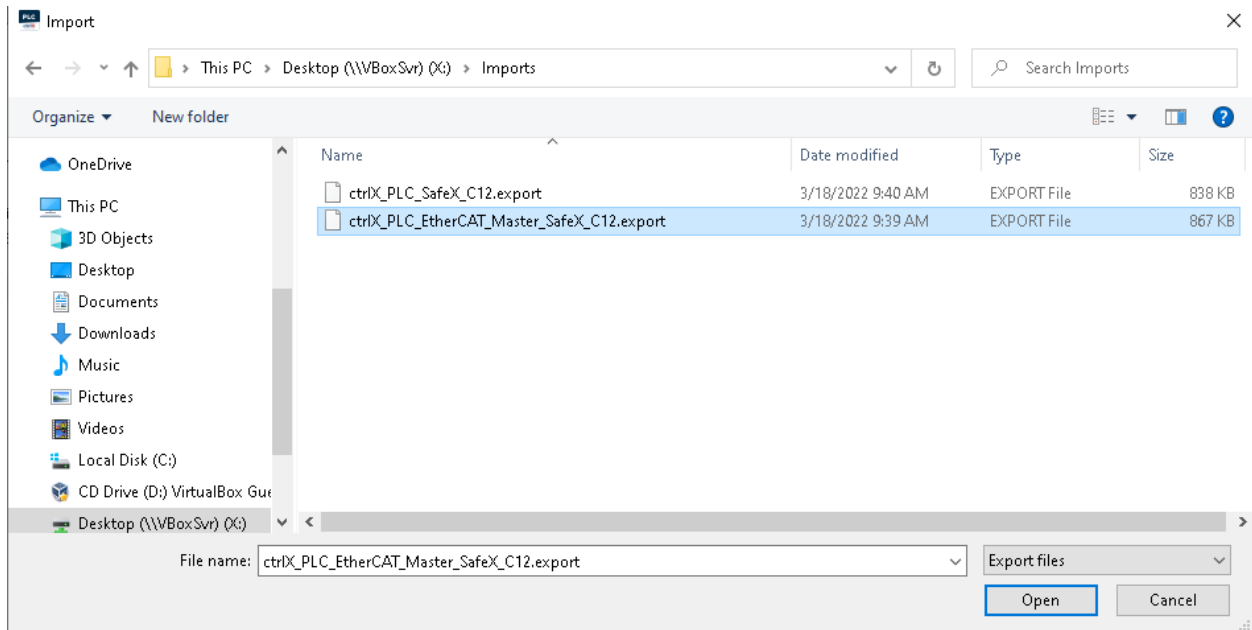 PLC
Import
This PC > Desktop (\\VBoxSvr) (X:) > Imports
Search Imports
Organize
New folder
?
Name
Date modified
Type
Size
OneDrive
This PC
3D Objects
Desktop
Documents
Downloads
Music
Pictures
Videos
Local Disk (C:)
CD Drive (D:) VirtualBox Gue
Desktop (\\VBoxSvr) (X:)
ctrlX_PLC_SafeX_C12.export 3/18/2022 9:40 AM EXPORT File 838 KB
ctrlX_PLC_EtherCAT_Master_SafeX_C12.export 3/18/2022 9:39 AM EXPORT File 867 KB
File name: ctrlX_PLC_EtherCAT_Master_SafeX_C12.export
Export files
Open
Cancel